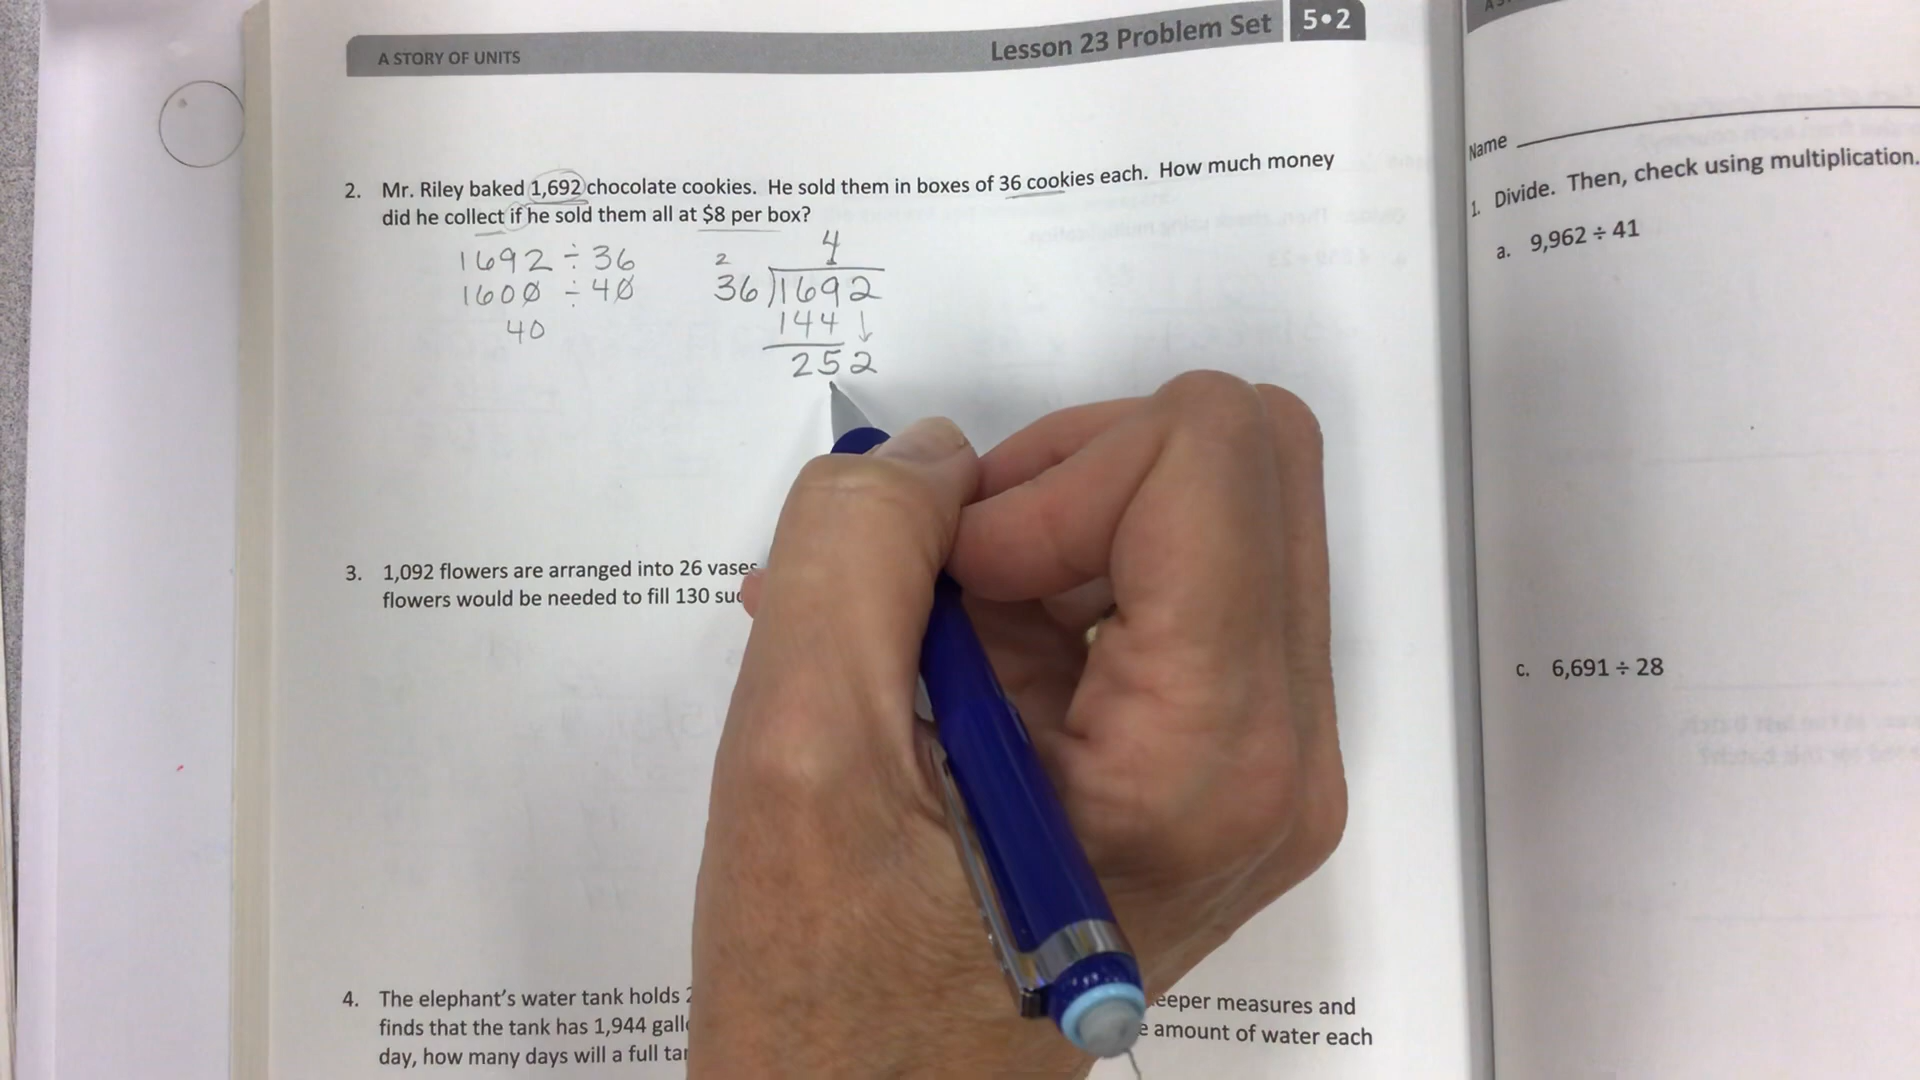 A STORY OF UNITS
Lesson 23 Problem Set 5•2
2. Mr. Riley baked 1,692 chocolate cookies. He sold them in boxes of 36 cookies each. How much money
did he collect if he sold them all at $8 per box?
1692 ÷ 36
1600 ÷ 40
40
2
4
36)1692
144 ↓
252
3. 1,092 flowers are arranged into 26 vases
flowers would be needed to fill 130
4. The elephant's water tank holds
eeper measures and
finds that the tank has 1,944
amount of water each
day, how many days will a full
Name
1. Divide. Then, check using multiplication.
a. 9,962 ÷ 41
c. 6,691 ÷ 28